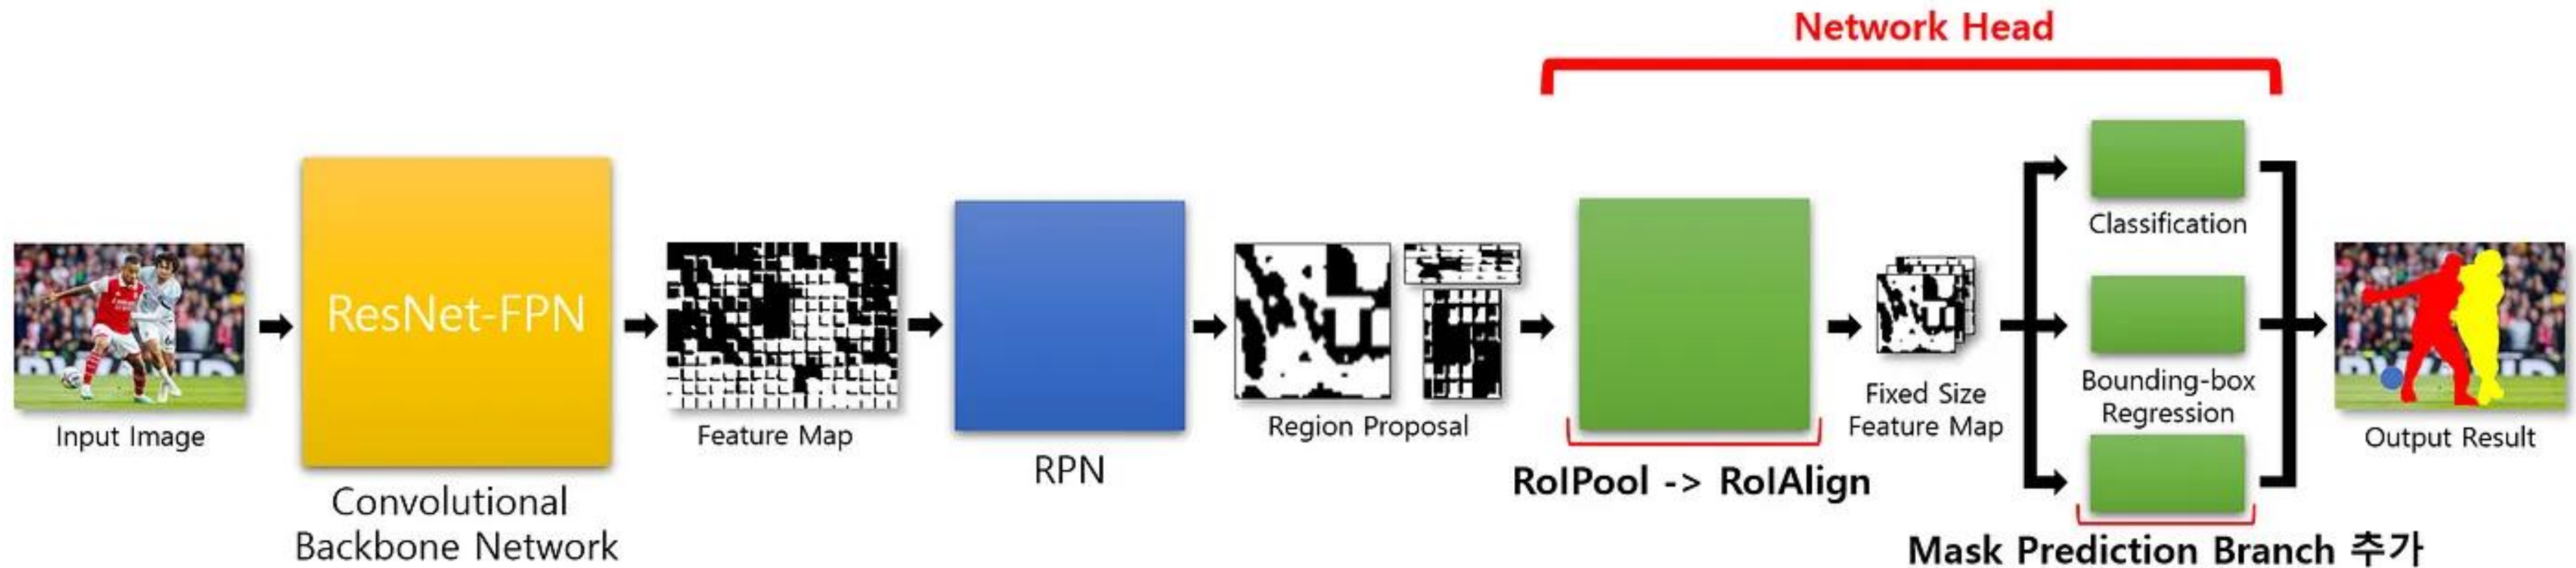 Network Head
ResNet-FPN
Input Image
Convolutional
Backbone Network
Feature Map
RPN
Region Proposal
RoIPool -> RoIAlign
Fixed Size
Feature Map
Classification
Bounding-box
Regression
Mask Prediction Branch 추가
Output Result